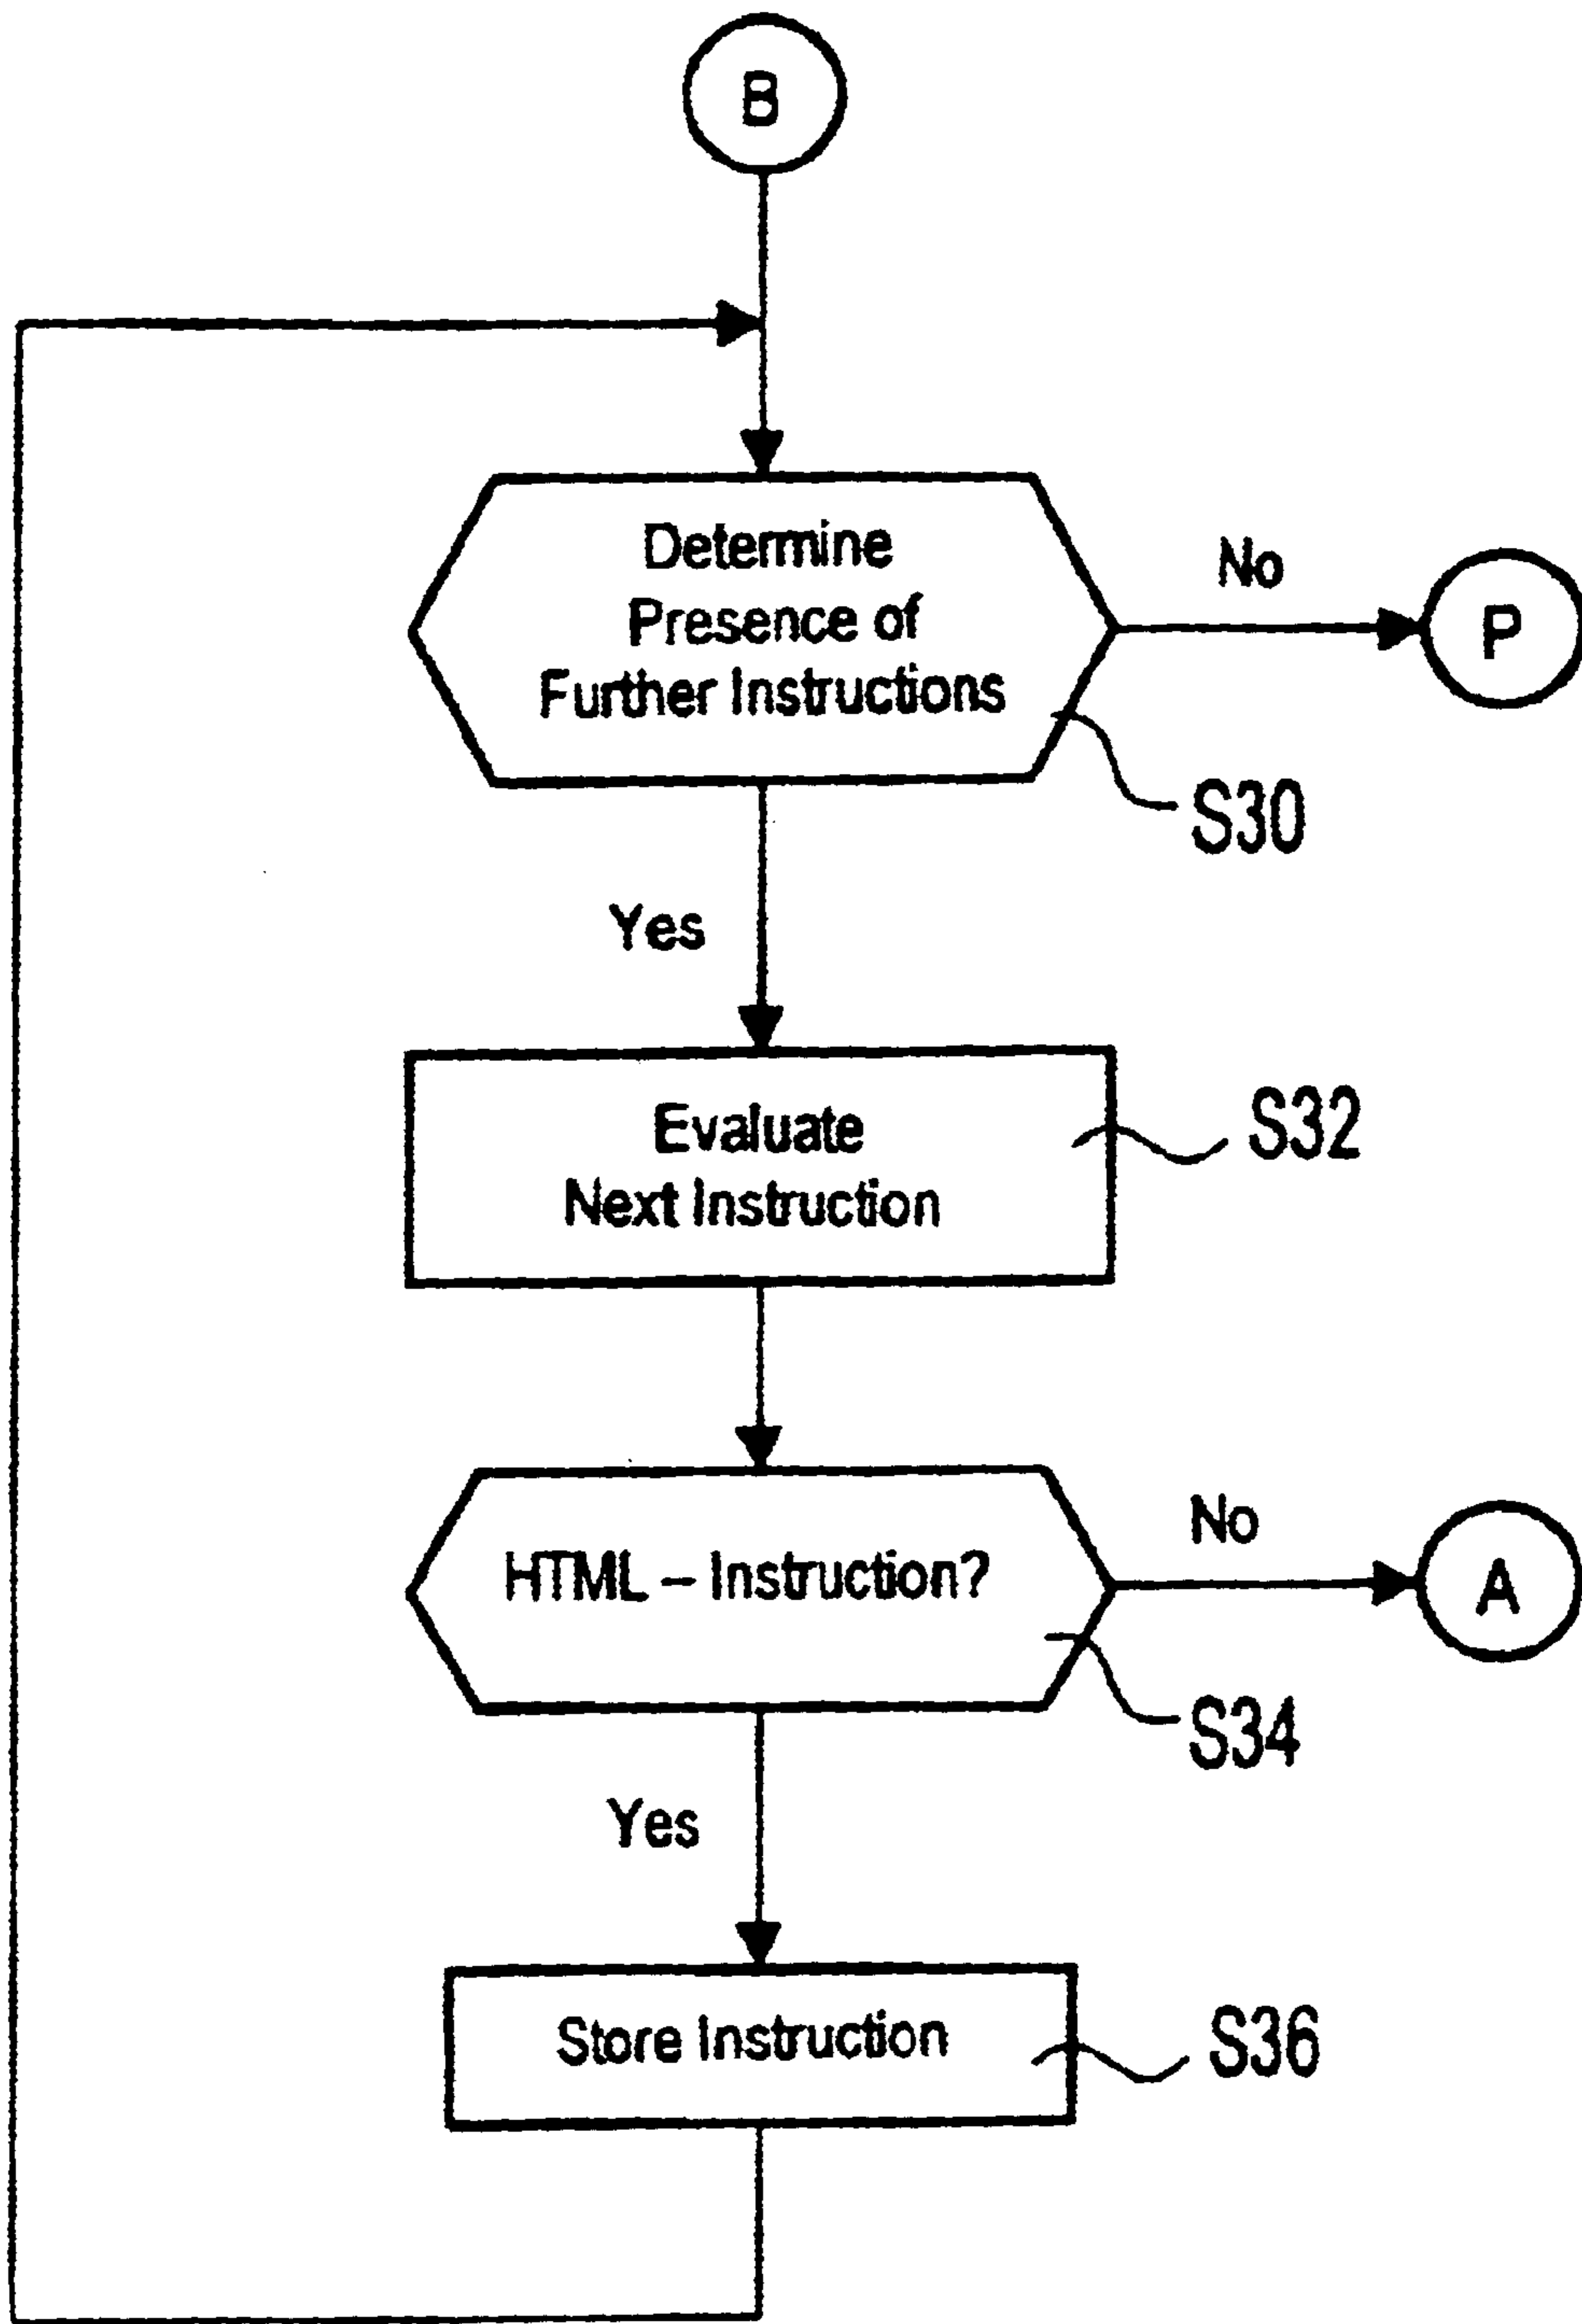 B
Determine
Presence of
Further Instructions
No
P
S30
Yes
Evaluate
Next Instruction
S32
HTML – Instruction?
No
A
S34
Yes
Store Instruction
S36